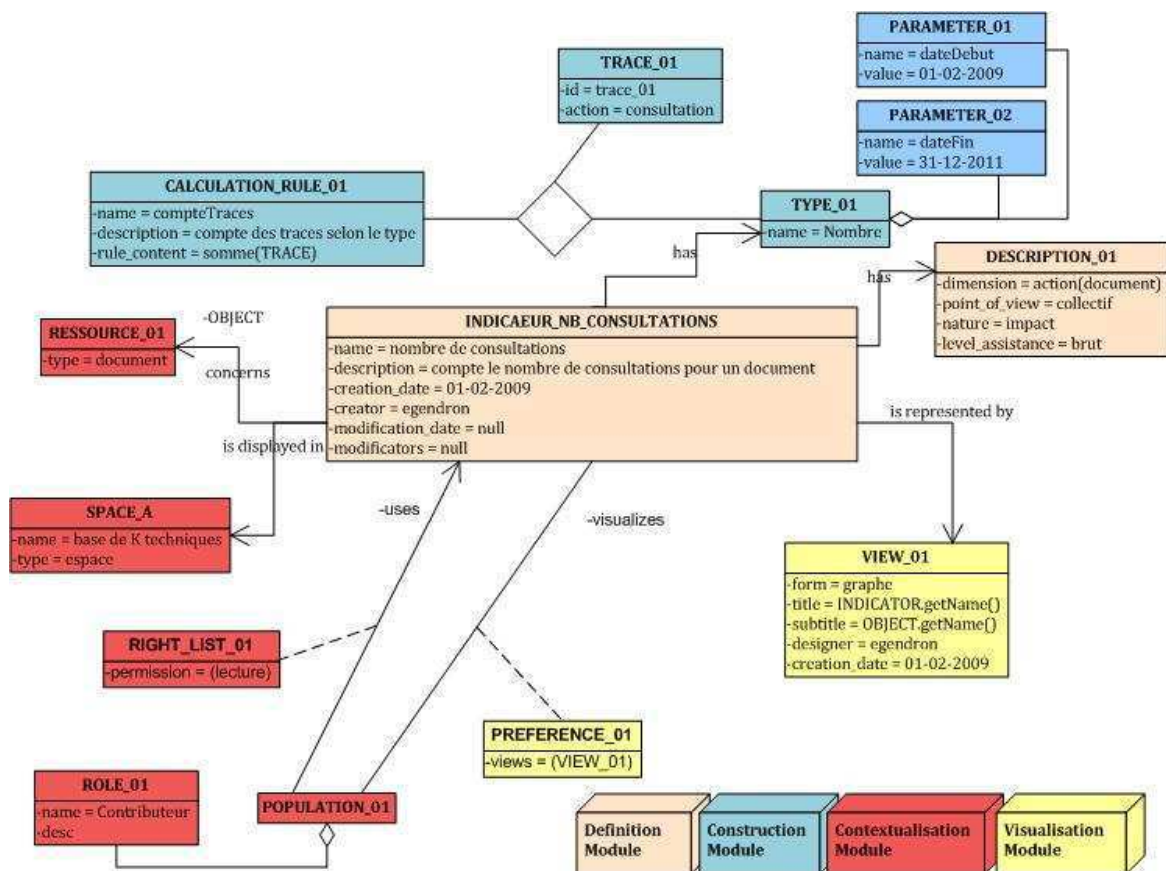 PARAMETER_01
-name = dateDebut
-value = 01-02-2009
TRACE_01
-id = trace_01
-action = consultation
PARAMETER_02
-name = dateFin
-value = 31-12-2011
CALCULATION_RULE_01
-name = compteTraces
-description = compte des traces selon le type
-rule_content = somme(TRACE)
TYPE_01
-name = Nombre
has
DESCRIPTION_01
-dimension = action(document)
-point_of_view = collectif
-nature = impact
-level_assistance = brut
has
-OBJECT
RESSOURCE_01
-type = document
concerns
INDICAEUR_NB_CONSULTATIONS
-name = nombre de consultations
-description = compte le nombre de consultations pour un document
-creation_date = 01-02-2009
-creator = egendron
-modification_date = null
-modificators = null
is represented by
is displayed in
SPACE_A
-name = base de K techniques
-type = espace
-uses
-visualizes
VIEW_01
-form = graphe
-title = INDICATOR.getName()
-subtitle = OBJECT.getName()
-designer = egendron
-creation_date = 01-02-2009
RIGHT_LIST_01
-permission = (lecture)
PREFERENCE_01
-views = (VIEW_01)
ROLE_01
-name = Contributeur
-desc
POPULATION_01
Definition
Module
Construction
Module
Contextualisation
Module
Visualisation
Module